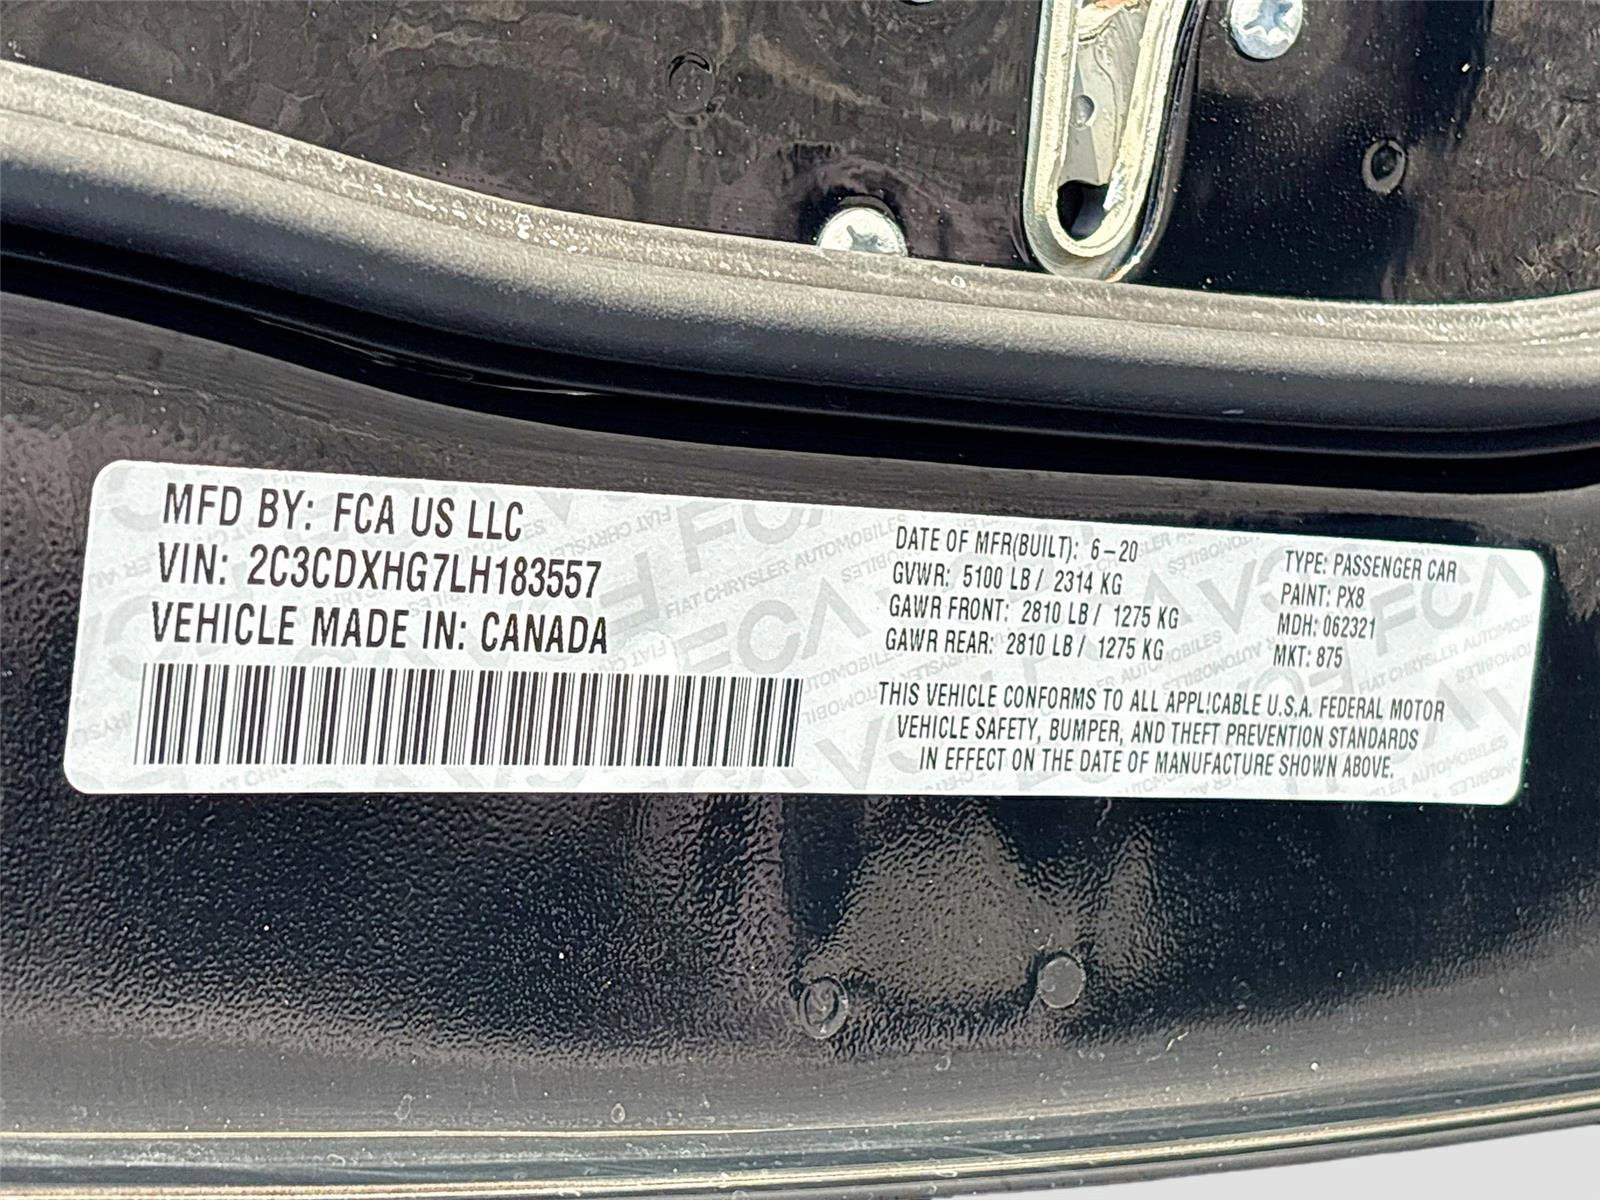 MFD BY: FCA US LLC
VIN: 2C3CDXHG7LH183557
VEHICLE MADE IN: CANADA
DATE OF MFR(BUILT): 6-20
GVWR: 5100 LB / 2314 KG
GAWR FRONT: 2810 LB / 1275 KG
GAWR REAR: 2810 LB / 1275 KG
TYPE: PASSENGER CAR
PAINT: PX8
MDH: 062321
MKT: 875
THIS VEHICLE CONFORMS TO ALL APPLICABLE U.S.A. FEDERAL MOTOR
VEHICLE SAFETY, BUMPER, AND THEFT PREVENTION STANDARDS
IN EFFECT ON THE DATE OF MANUFACTURE SHOWN ABOVE.